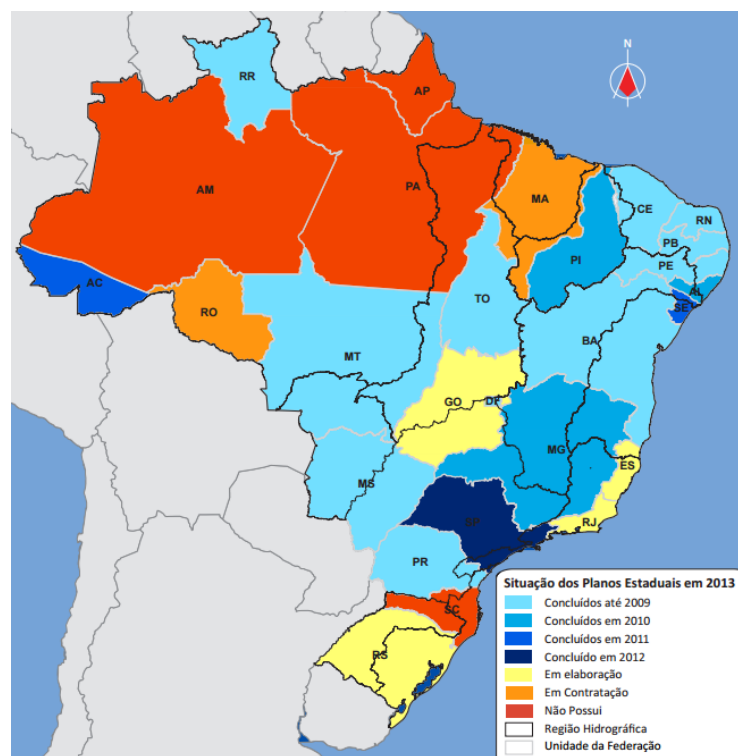 N
RR
AP
AM
PA
MA
CE
RN
PB
PE
PI
AL
SE
AC
RO
TO
BA
MT
GO
DF
MG
ES
MS
SP
RJ
PR
SC
RS
Situação dos Planos Estaduais em 2013
Concluídos até 2009
Concluídos em 2010
Concluídos em 2011
Concluído em 2012
Em elaboração
Em Contratação
Não Possui
Região Hidrográfica
Unidade da Federação